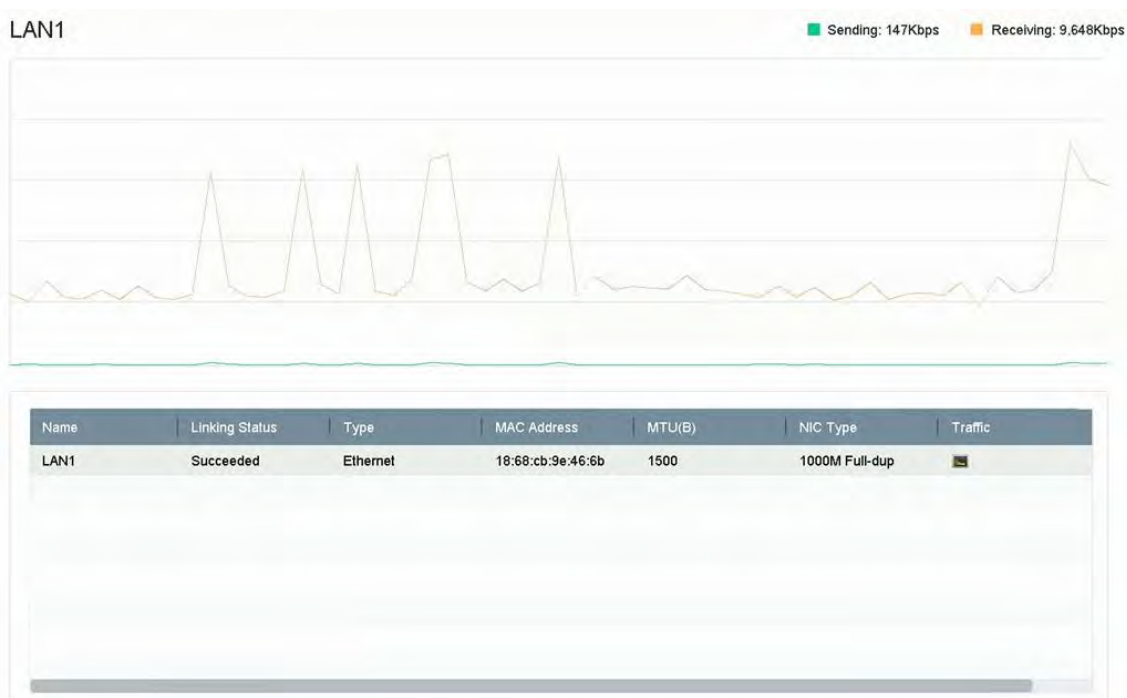 LAN1 Sending: 147Kbps Receiving: 9,648Kbps
Name Linking Status Type MAC Address MTU(B) NIC Type Traffic
LAN1 Succeeded Ethernet 18:68:cb:9e:46:6b 1500 1000M Full-dup